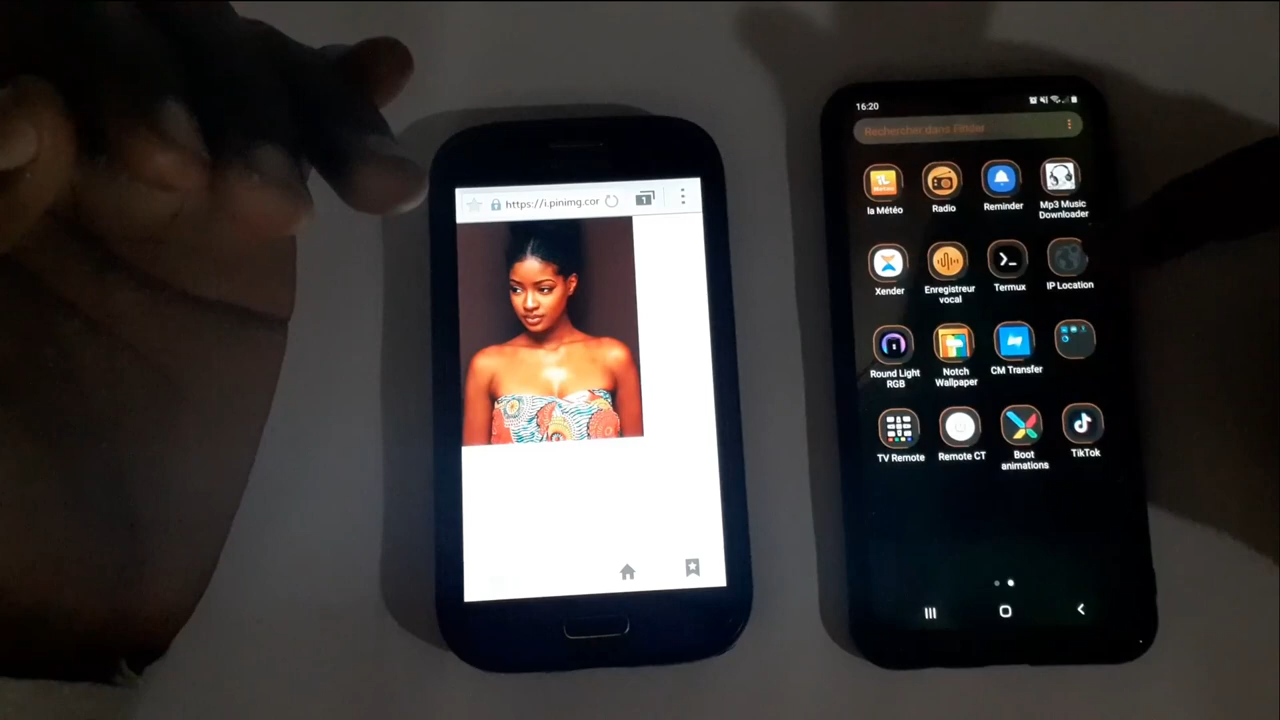 https://i.pinimg.cor
1
16:20
Rechercher dans Finder
la Météo
Radio
Reminder
Mp3 Music
Downloader
Xender
Enregistreur
vocal
Termux
IP Location
Round Light
RGB
Notch
Wallpaper
CM Transfer
TV Remote
Remote CT
Boot
animations
TikTok